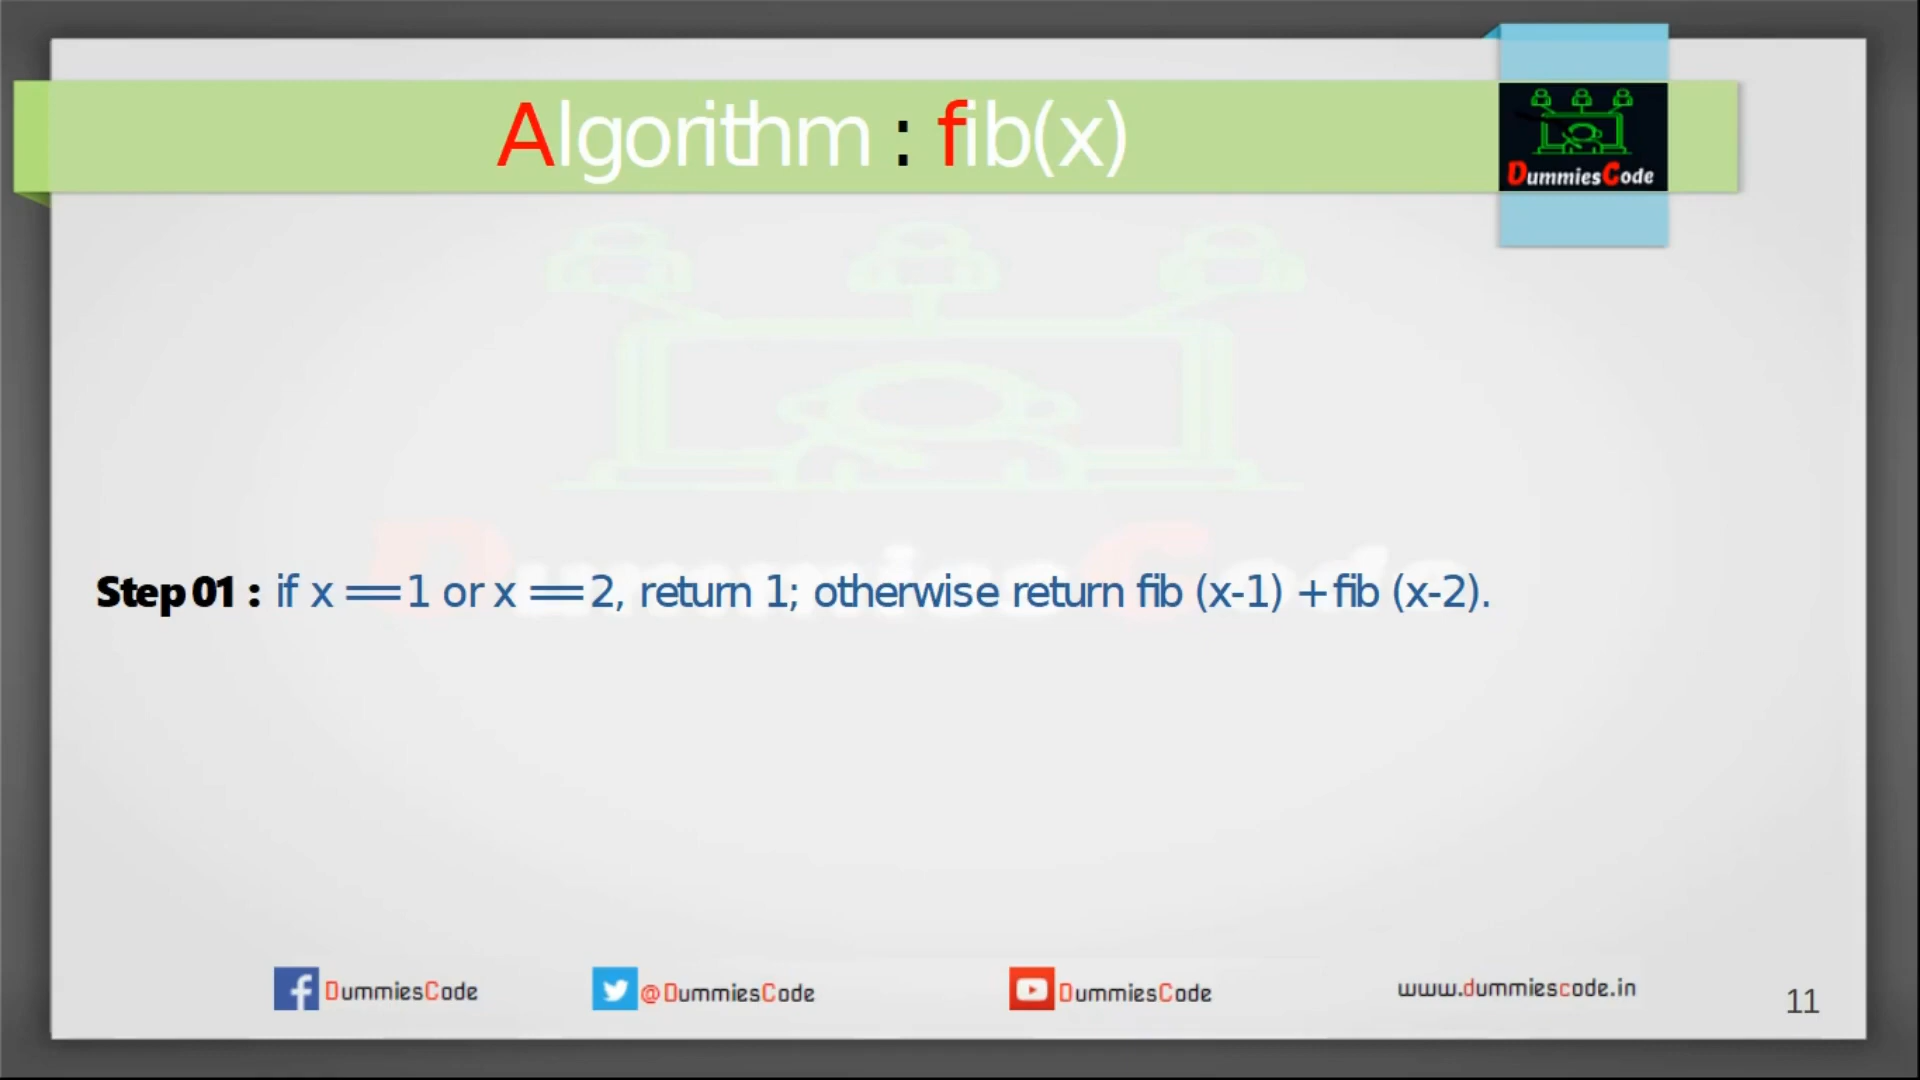 Algorithm : fib(x)
DummiesCode
DummiesCode
Step 01 : if x == 1 or x == 2, return 1; otherwise return fib (x-1) + fib (x-2).
DummiesCode
@DummiesCode
DummiesCode
www.dummiescode.in
11